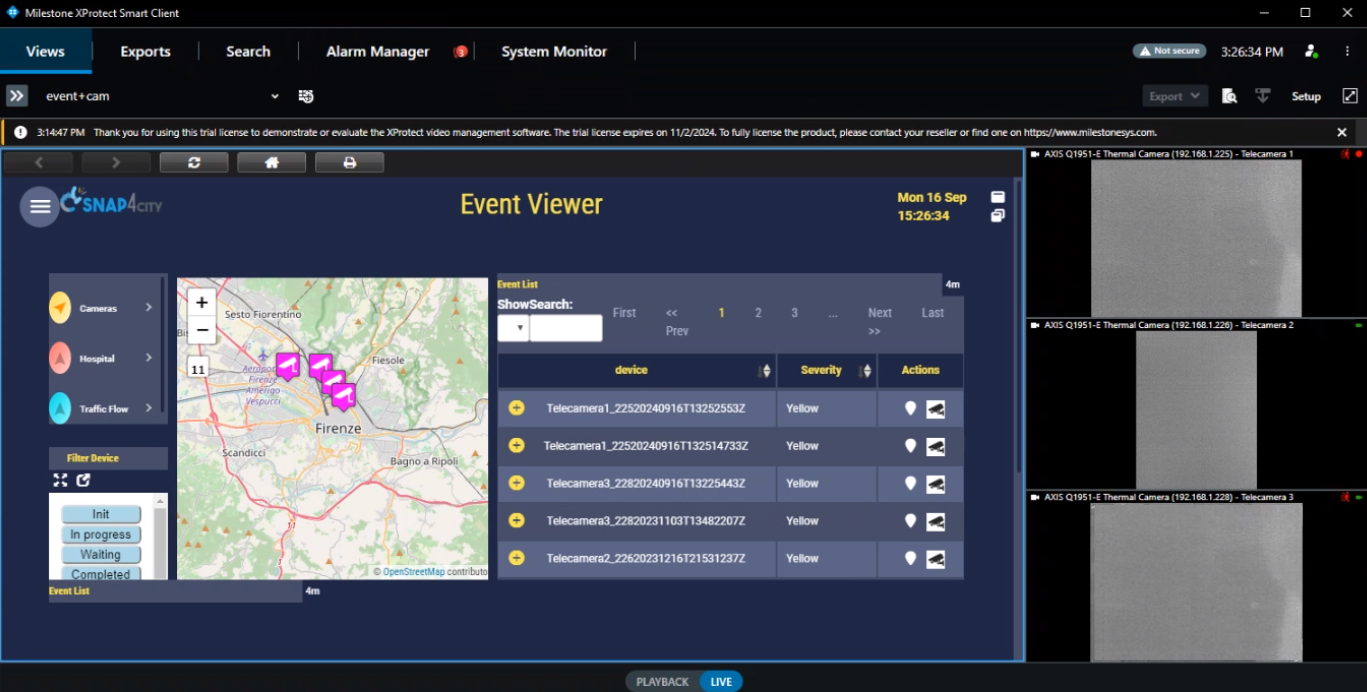 Milestone XProtect Smart Client
Views
Exports
Search
Alarm Manager
3
System Monitor
Not secure
3:26:34 PM
event+cam
Export
Setup
3:14:47 PM Thank you for using this trial license to demonstrate or evaluate the XProtect video management software. The trial license expires on 11/2/2024. To fully license the product, please contact your reseller or find one on https://www.milestonesys.com.
SNAP4CITY
Event Viewer
Mon 16 Sep
15:26:34
Cameras
Hospital
Traffic Flow
Filter Device
Init
In progress
Waiting
Completed
Event List
4m
+
−
11
Sesto Fiorentino
Fiesole
Firenze
Amerigo
Vespucci
Firenze
Scandicci
Bagno a Ripoli
11
© OpenStreetMap contributo
Event List
4m
ShowSearch:
First
<<
Prev
1
2
3
...
Next
>>
Last
device Severity Actions
Telecamera1_22520240916T13252553Z Yellow
Telecamera1_22520240916T132514733Z Yellow
Telecamera3_22820240916T13225443Z Yellow
Telecamera3_22820231103T13482207Z Yellow
Telecamera2_22620231216T21531237Z Yellow
AXIS Q1951-E Thermal Camera (192.168.1.225) - Telecamera 1
AXIS Q1951-E Thermal Camera (192.168.1.226) - Telecamera 2
AXIS Q1951-E Thermal Camera (192.168.1.228) - Telecamera 3
PLAYBACK
LIVE